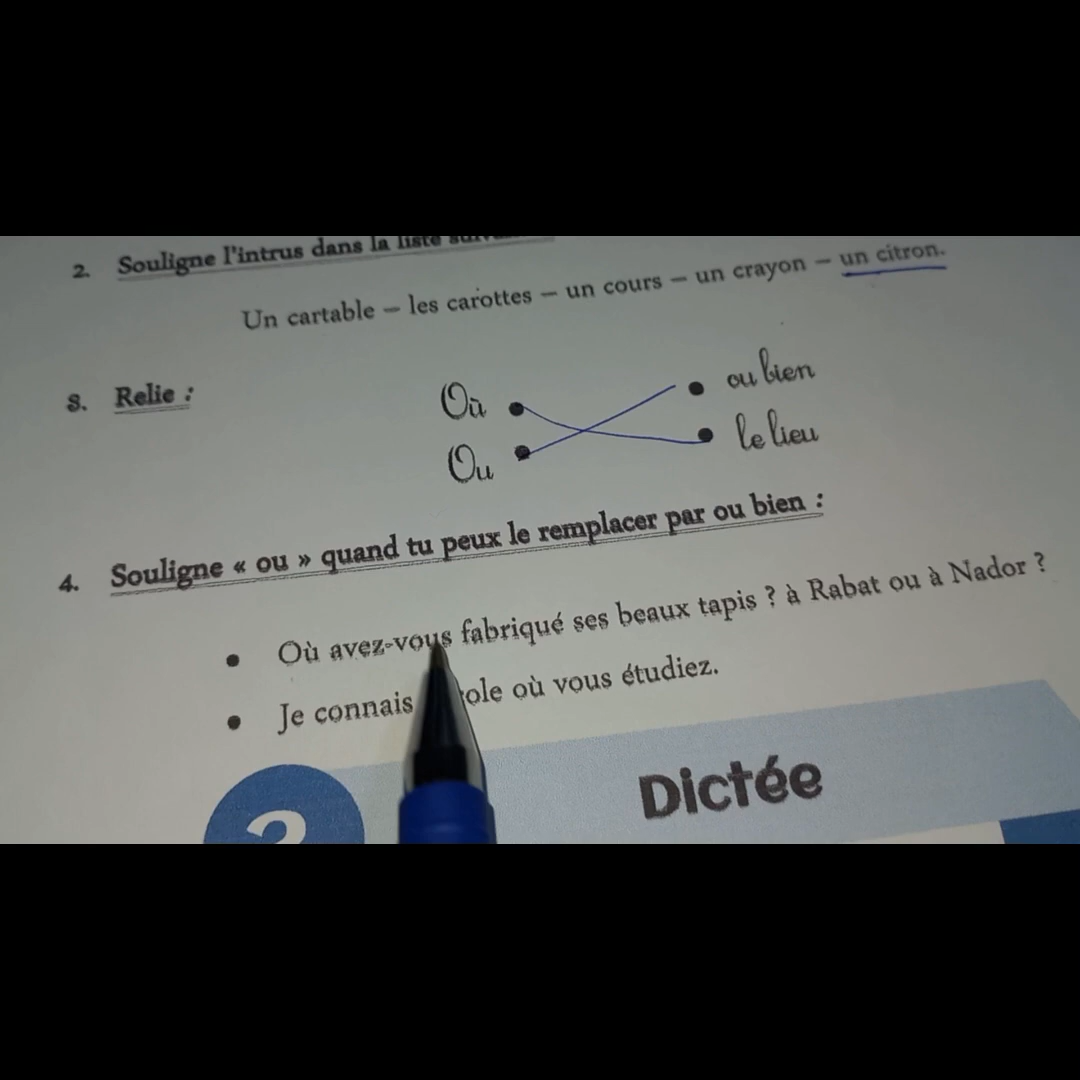 2. Souligne l'intrus dans la liste
Un cartable – les carottes – un cours – un crayon – un citron.
3. Relie :
Où • • ou bien
Ou • • le lieu
4. Souligne « ou » quand tu peux le remplacer par ou bien :
• Où avez-vous fabriqué ses beaux tapis ? à Rabat ou à Nador ?
• Je connais où vous étudiez.
Dictée